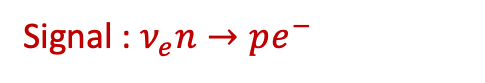 Signal : νₑn → pe⁻